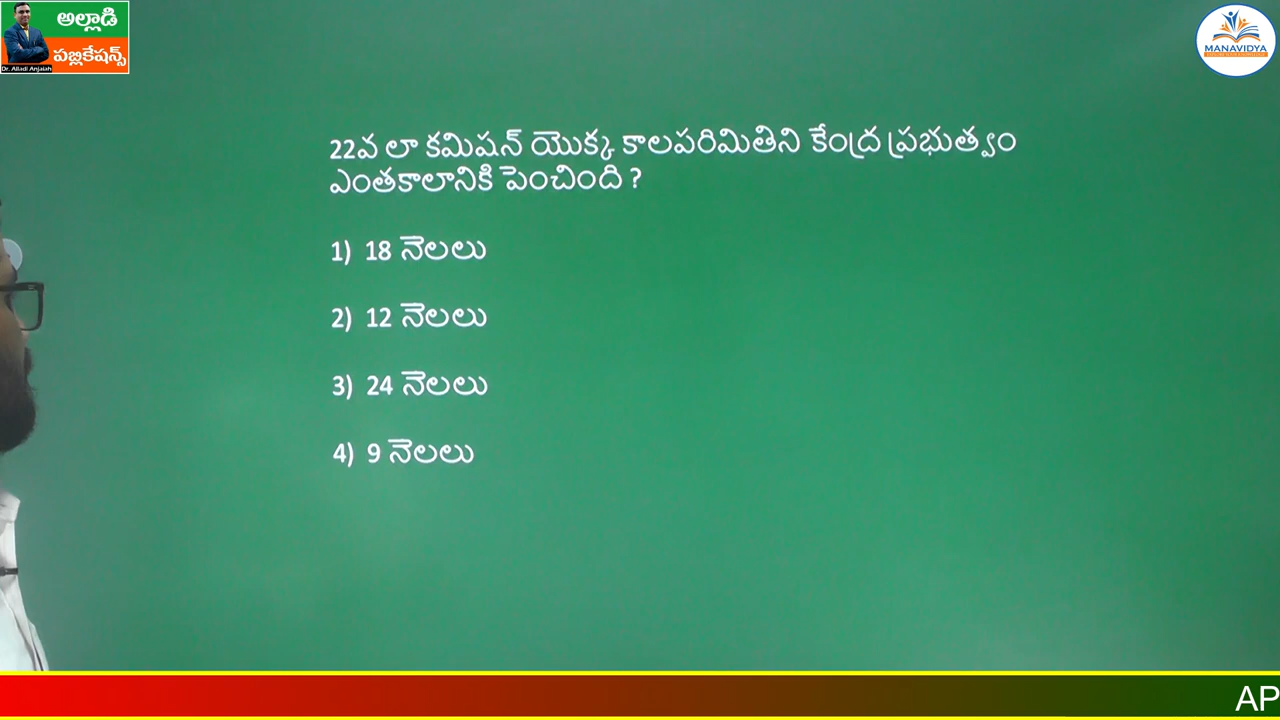 అల్లాడి
పబ్లికేషన్స్
Dr. Alladi Anjaiah
MANAVIDYA
22వ లా కమిషన్ యొక్క కాలపరిమితిని కేంద్ర ప్రభుత్వం
ఎంతకాలానికి పెంచింది ?
1) 18 నెలలు
2) 12 నెలలు
3) 24 నెలలు
4) 9 నెలలు
AP